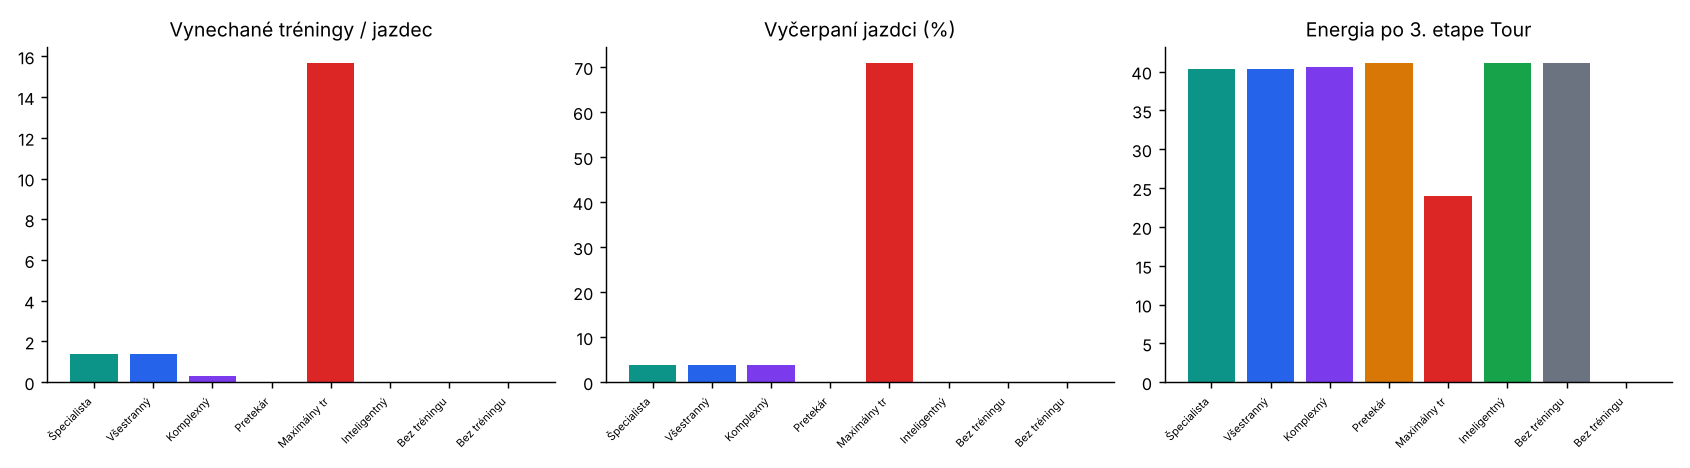 Vynechané tréningy / jazdec
16
14
12
10
8
6
4
2
0
Špecialista
Všestranný
Komplexný
Pretekár
Maximálny tr
Inteligentný
Bez tréningu
Bez tréningu
Vyčerpaní jazdci (%)
70
60
50
40
30
20
10
0
Špecialista
Všestranný
Komplexný
Pretekár
Maximálny tr
Inteligentný
Bez tréningu
Bez tréningu
Energia po 3. etape Tour
40
35
30
25
20
15
10
5
0
Špecialista
Všestranný
Komplexný
Pretekár
Maximálny tr
Inteligentný
Bez tréningu
Bez tréningu